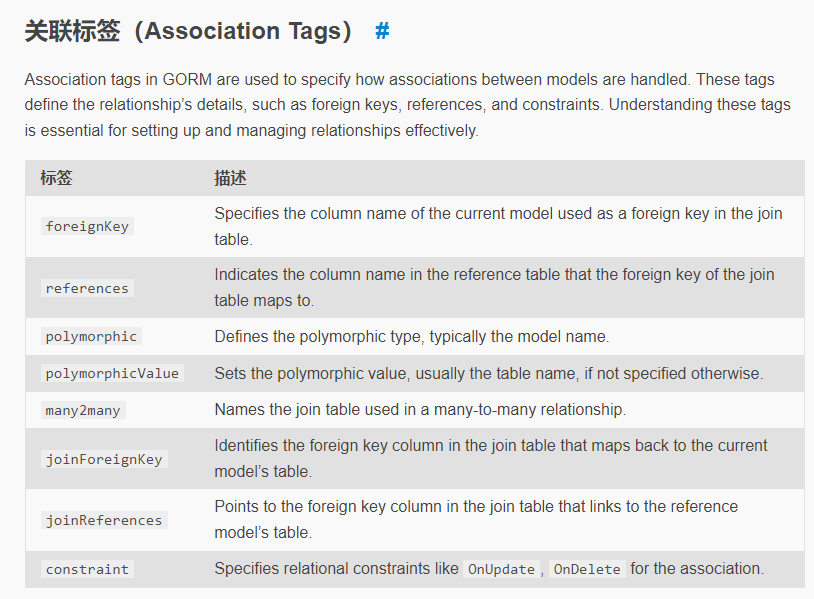 关联标签（Association Tags） #
Association tags in GORM are used to specify how associations between models are handled. These tags
define the relationship’s details, such as foreign keys, references, and constraints. Understanding these tags
is essential for setting up and managing relationships effectively.
标签 描述
foreignKey Specifies the column name of the current model used as a foreign key in the join
table.
references Indicates the column name in the reference table that the foreign key of the join
table maps to.
polymorphic Defines the polymorphic type, typically the model name.
polymorphicValue Sets the polymorphic value, usually the table name, if not specified otherwise.
many2many Names the join table used in a many-to-many relationship.
joinForeignKey Identifies the foreign key column in the join table that maps back to the current
model’s table.
joinReferences Points to the foreign key column in the join table that links to the reference
model’s table.
constraint Specifies relational constraints like OnUpdate , OnDelete for the association.